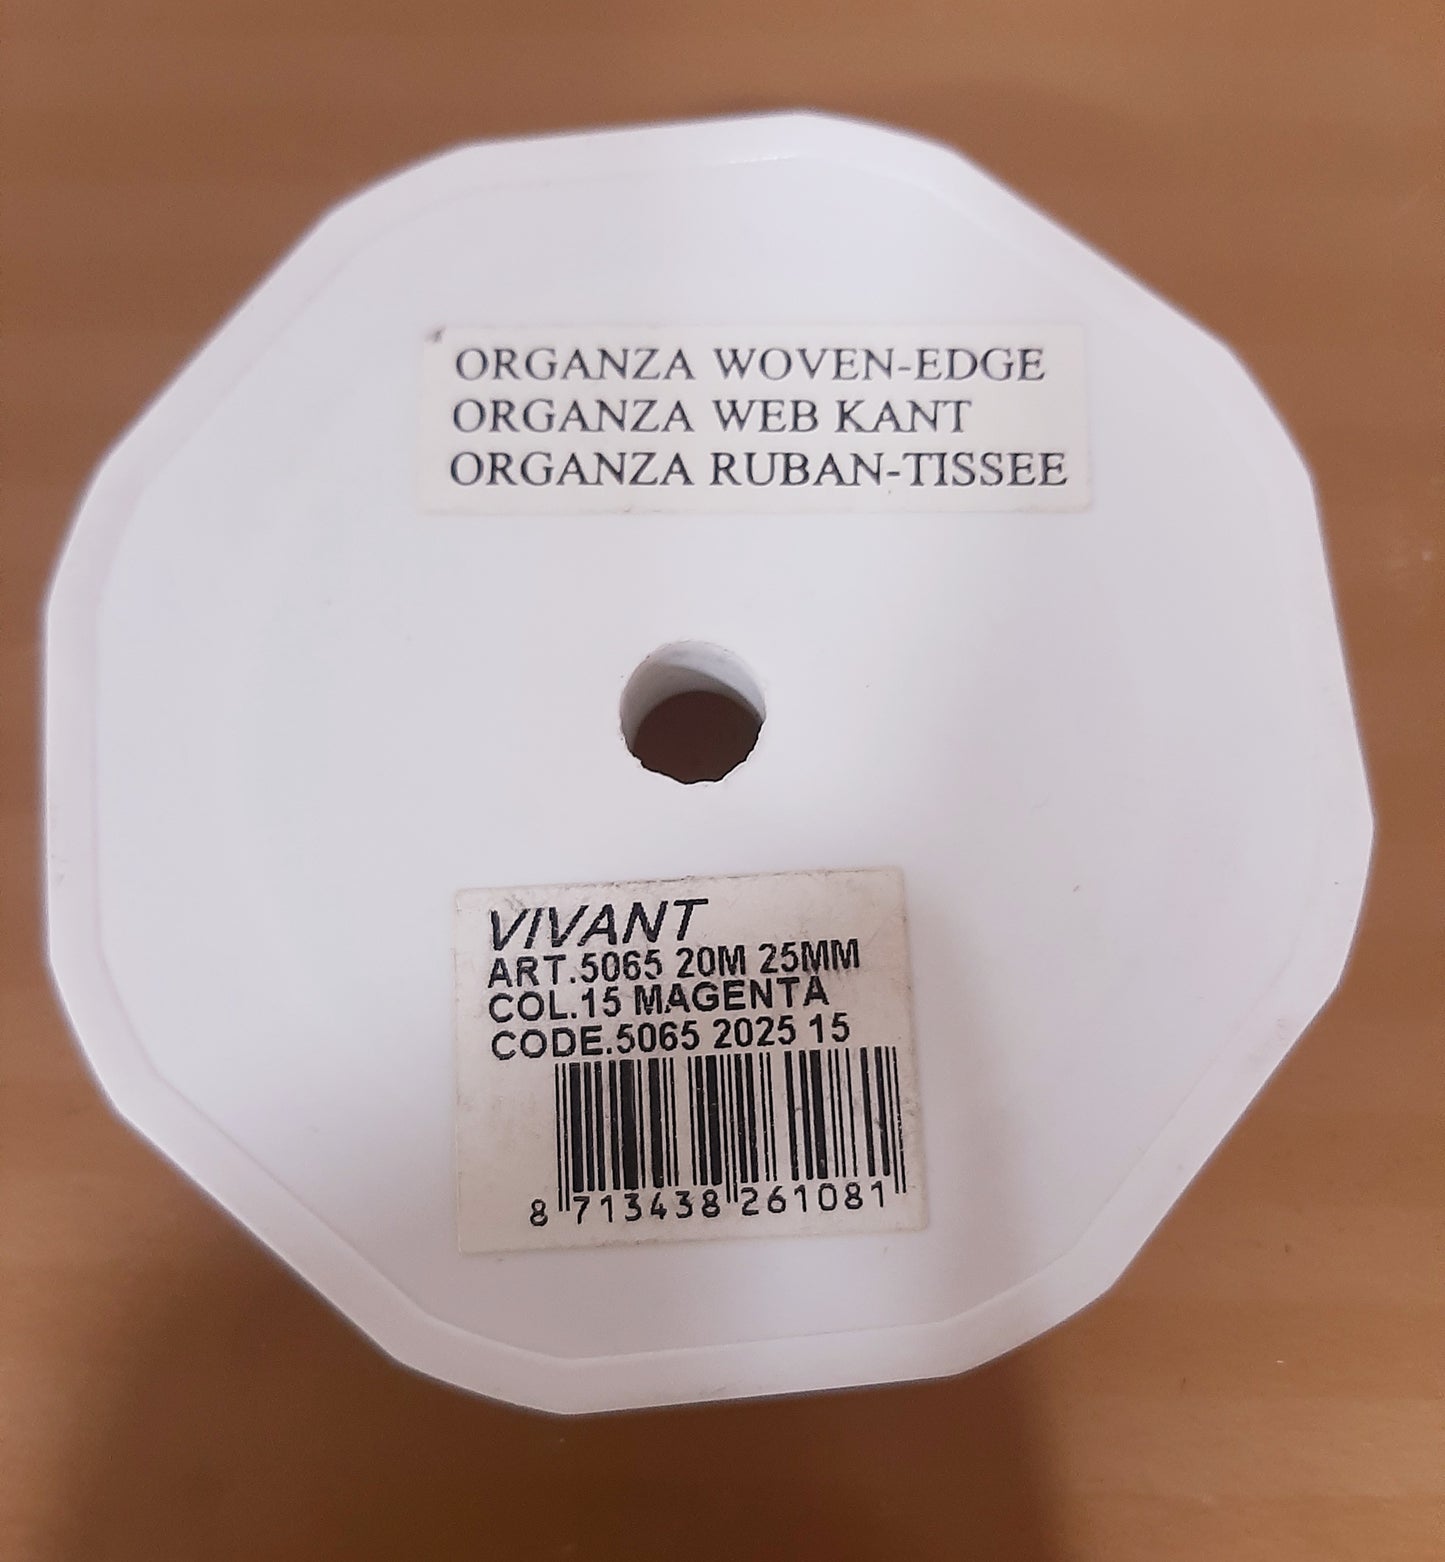 ORGANZA WOVEN-EDGE
ORGANZA WEB KANT
ORGANZA RUBAN-TISSEE
VIVANT
ART.5065 20M 25MM
COL.15 MAGENTA
CODE.5065 2025 15
8 713438 261081